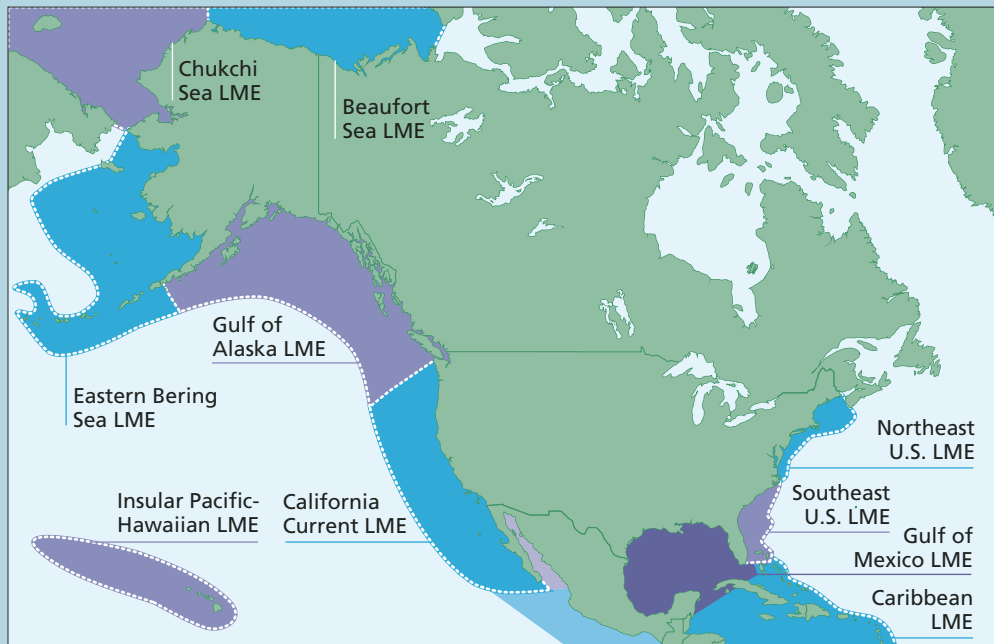 Chukchi
Sea LME
Beaufort
Sea LME
Gulf of
Alaska LME
Eastern Bering
Sea LME
Northeast
U.S. LME
Insular Pacific-
Hawaiian LME
California
Current LME
Southeast
U.S. LME
Gulf of
Mexico LME
Caribbean
LME